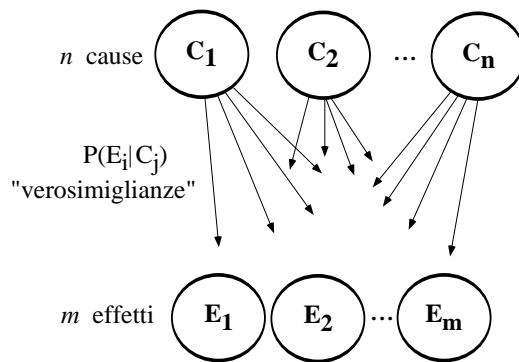 n cause C1 C2 ... Cn
P(Ei|Cj)
"verosimiglianze"
m effetti E1 E2 ... Em